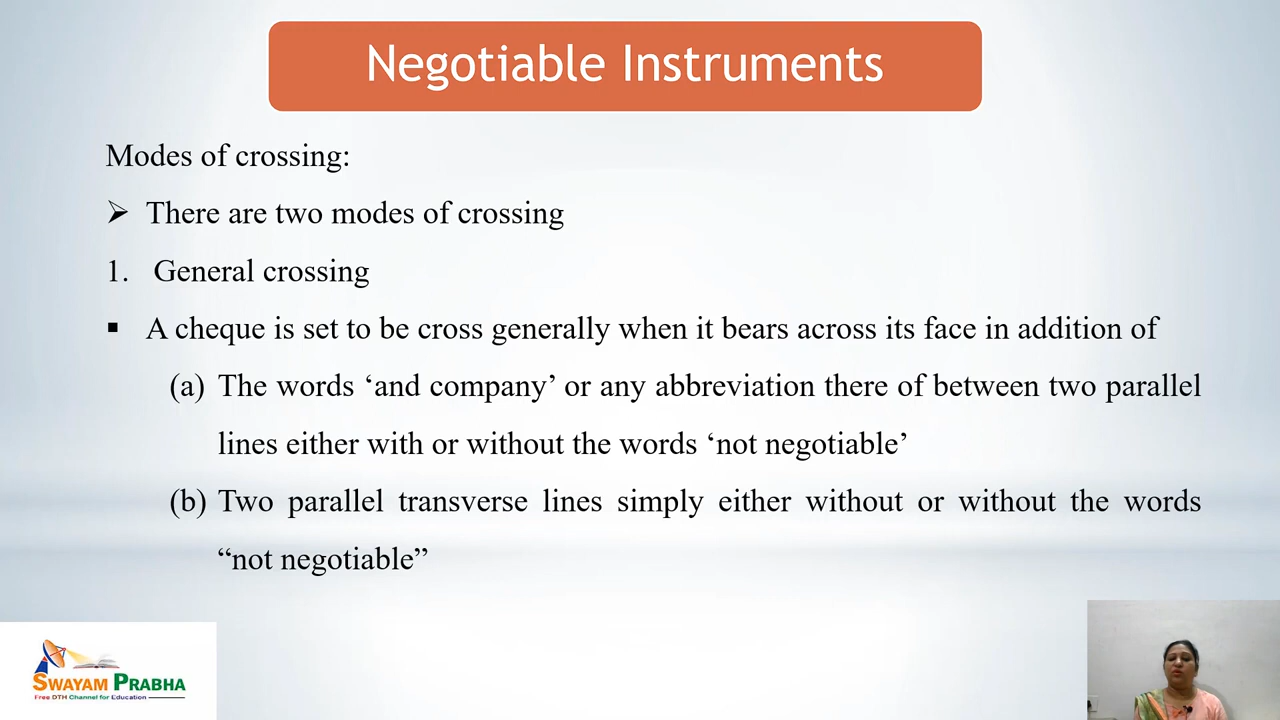 Negotiable Instruments
Modes of crossing:
➢ There are two modes of crossing
1. General crossing
▪ A cheque is set to be cross generally when it bears across its face in addition of
(a) The words ‘and company’ or any abbreviation there of between two parallel
lines either with or without the words ‘not negotiable’
(b) Two parallel transverse lines simply either without or without the words
“not negotiable”
SWAYAM PRABHA
Free DTH Channel for Education